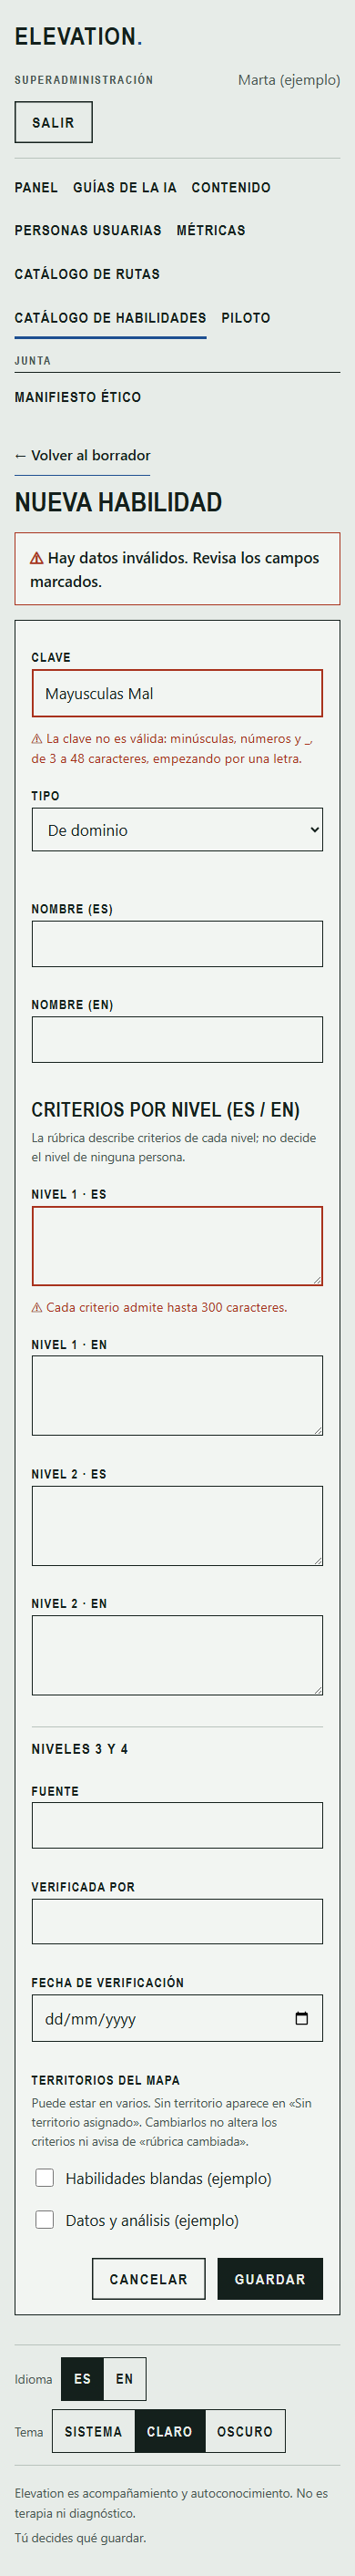 ELEVATION.
SUPERADMINISTRACIÓN
Marta (ejemplo)
SALIR
PANEL GUÍAS DE LA IA CONTENIDO
PERSONAS USUARIAS MÉTRICAS
CATÁLOGO DE RUTAS
CATÁLOGO DE HABILIDADES PILOTO
JUNTA
MANIFIESTO ÉTICO
← Volver al borrador
NUEVA HABILIDAD
⚠ Hay datos inválidos. Revisa los campos
marcados.
CLAVE
Mayusculas Mal
⚠ La clave no es válida: minúsculas, números y _,
de 3 a 48 caracteres, empezando por una letra.
TIPO
De dominio
NOMBRE (ES)
NOMBRE (EN)
CRITERIOS POR NIVEL (ES / EN)
La rúbrica describe criterios de cada nivel; no decide
el nivel de ninguna persona.
NIVEL 1 · ES
⚠ Cada criterio admite hasta 300 caracteres.
NIVEL 1 · EN
NIVEL 2 · ES
NIVEL 2 · EN
NIVELES 3 Y 4
FUENTE
VERIFICADA POR
FECHA DE VERIFICACIÓN
dd/mm/yyyy
TERRITORIOS DEL MAPA
Puede estar en varios. Sin territorio aparece en «Sin
territorio asignado». Cambiarlos no altera los
criterios ni avisa de «rúbrica cambiada».
Habilidades blandas (ejemplo)
Datos y análisis (ejemplo)
CANCELAR GUARDAR
Idioma ES EN
Tema SISTEMA CLARO OSCURO
Elevation es acompañamiento y autoconocimiento. No es
terapia ni diagnóstico.
Tú decides qué guardar.